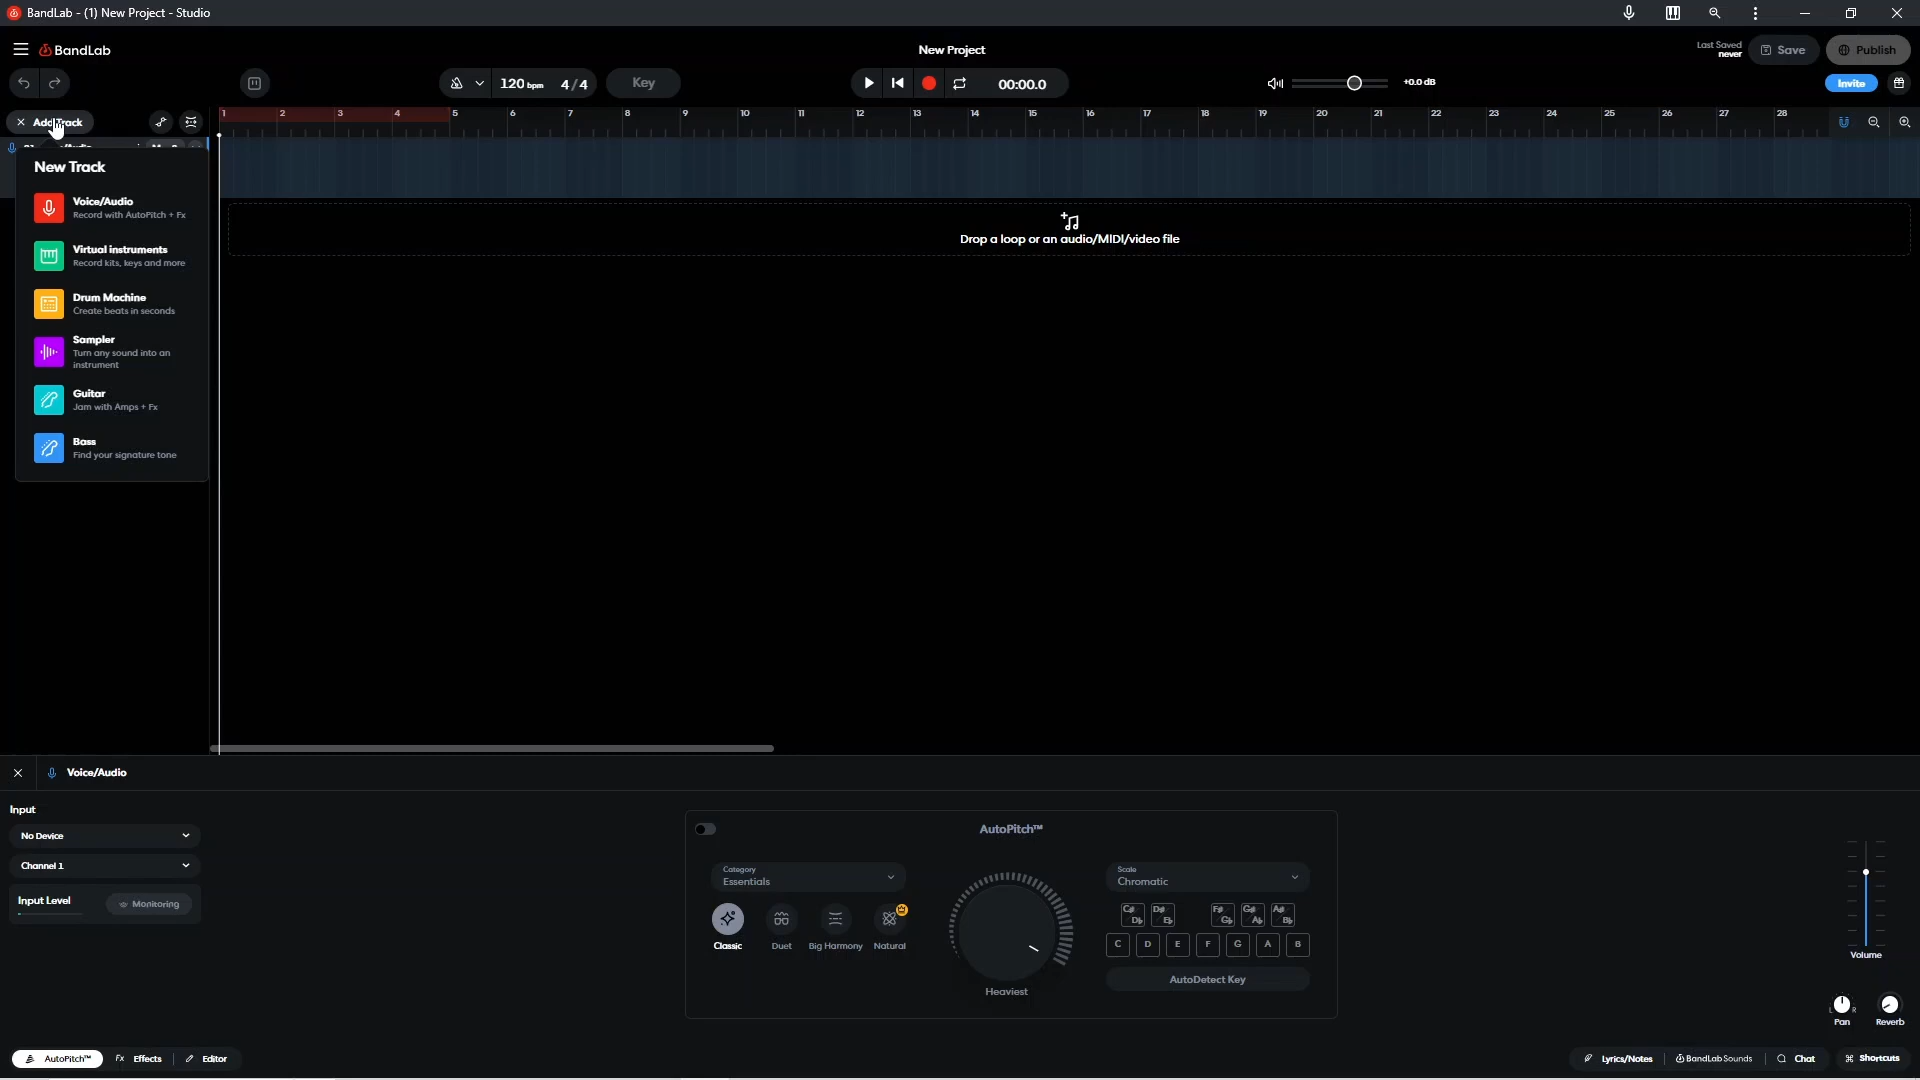 BandLab - (1) New Project - Studio
BandLab
New Project
Last Saved
never
Save
Publish
120 bpm
4/4
Key
00:00.0
+0.0 dB
Invite
Add Track
1 2 3 4 5 6 7 8 9 10 11 12 13 14 15 16 17 18 19 20 21 22 23 24 25 26 27 28
New Track
Voice/Audio
Record with AutoPitch + Fx
Virtual instruments
Record kits, keys and more
Drum Machine
Create beats in seconds
Sampler
Turn any sound into an
instrument
Guitar
Jam with Amps + Fx
Bass
Find your signature tone
Drop a loop or an audio/MIDI/video file
Voice/Audio
Input
No Device
Channel 1
Input Level
Monitoring
AutoPitch™
Category
Essentials
Classic
Duet
Big Harmony
Natural
Heaviest
Scale
Chromatic
C# Db D# Eb F# Gb G# Ab A# Bb
C D E F G A B
AutoDetect Key
Volume
L R
Pan
Reverb
AutoPitch™
Fx Effects
Editor
Lyrics/Notes
BandLab Sounds
Chat
Shortcuts